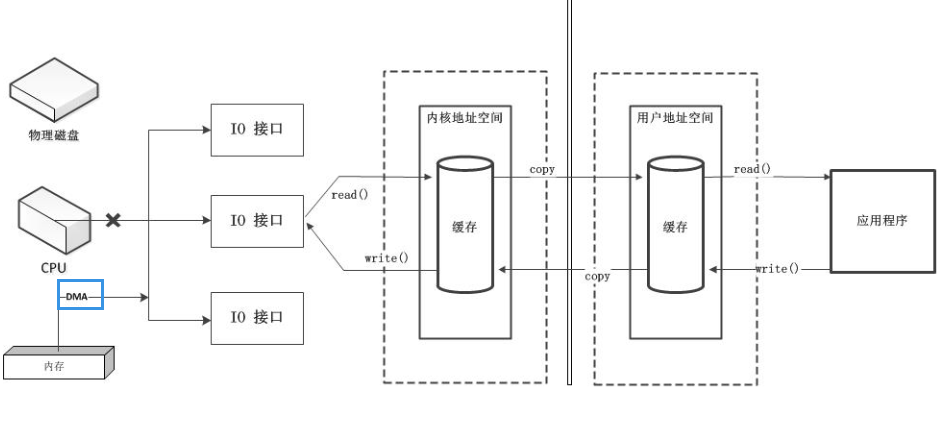 物理磁盘
CPU
DMA
内存
IO 接口
IO 接口
IO 接口
read()
write()
内核地址空间
缓存
copy
copy
用户地址空间
缓存
read()
write()
应用程序